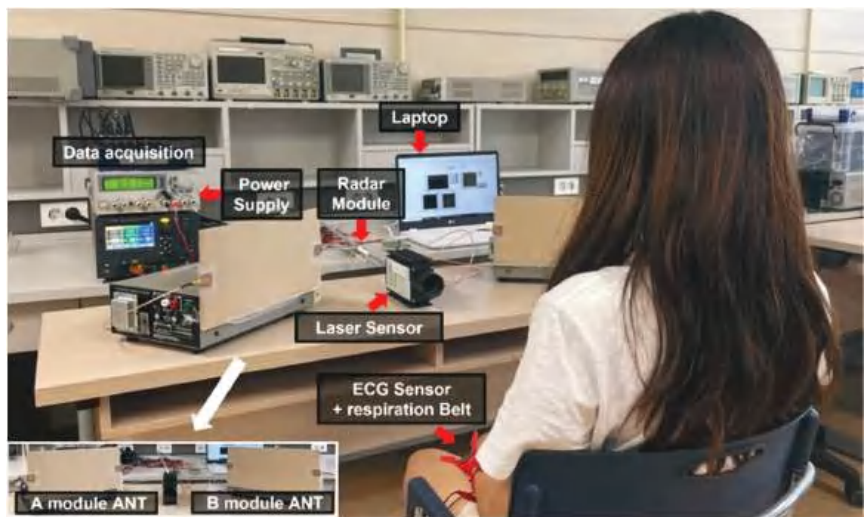 Laptop
Data acquisition
Power
Supply
Radar
Module
Laser Sensor
ECG Sensor
+ respiration Belt
A module ANT
B module ANT